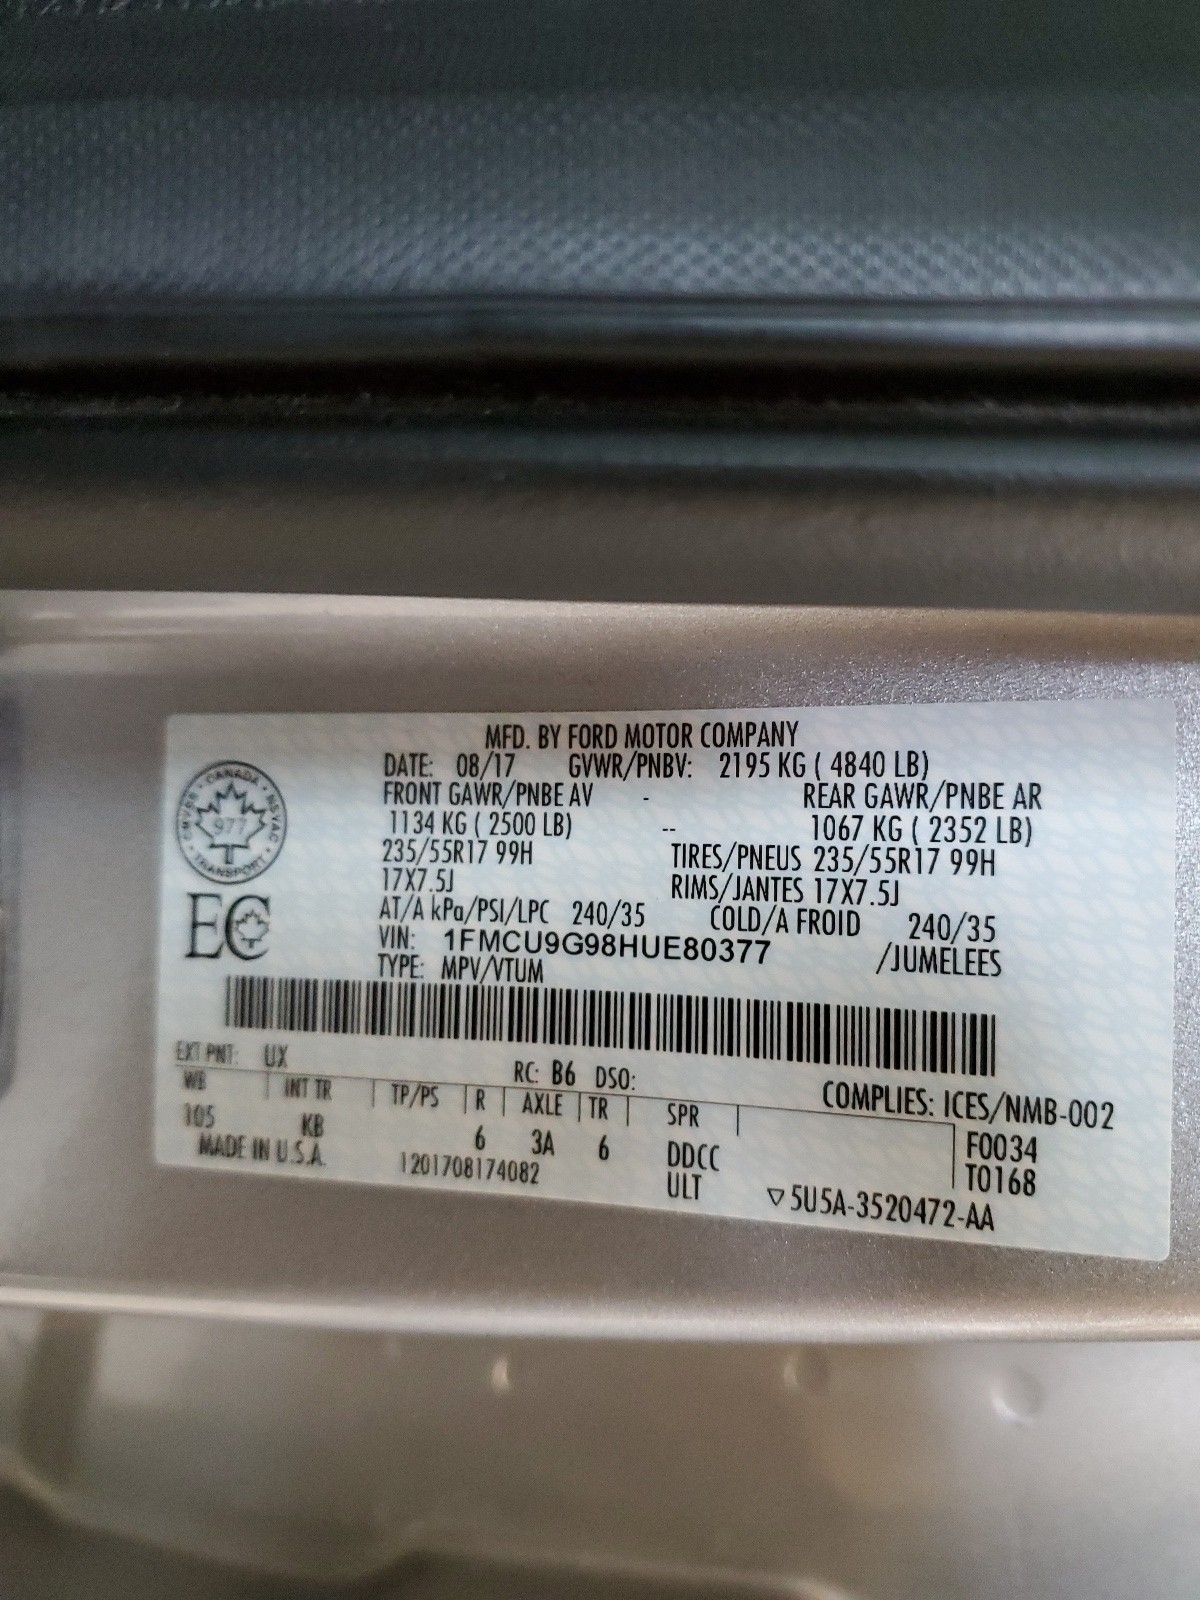 MFD. BY FORD MOTOR COMPANY
DATE: 08/17 GVWR/PNBV: 2195 KG ( 4840 LB)
FRONT GAWR/PNBE AV - REAR GAWR/PNBE AR
1134 KG ( 2500 LB) -- 1067 KG ( 2352 LB)
235/55R17 99H TIRES/PNEUS 235/55R17 99H
17X7.5J RIMS/JANTES 17X7.5J
AT/A kPa/PSI/LPC 240/35 COLD/A FROID 240/35
VIN: 1FMCU9G98HUE80377 /JUMELEES
TYPE: MPV/VTUM
CANADA
CMVSS NSVAC
977
TRANSPORT
EC
EXT PNT: UX RC: B6 DSO: COMPLIES: ICES/NMB-002
WB INT TR TP/PS R AXLE TR SPR F0034
105 KB 6 3A 6 DDCC T0168
MADE IN U.S.A. 1201708174082 ULT ▽5U5A-3520472-AA